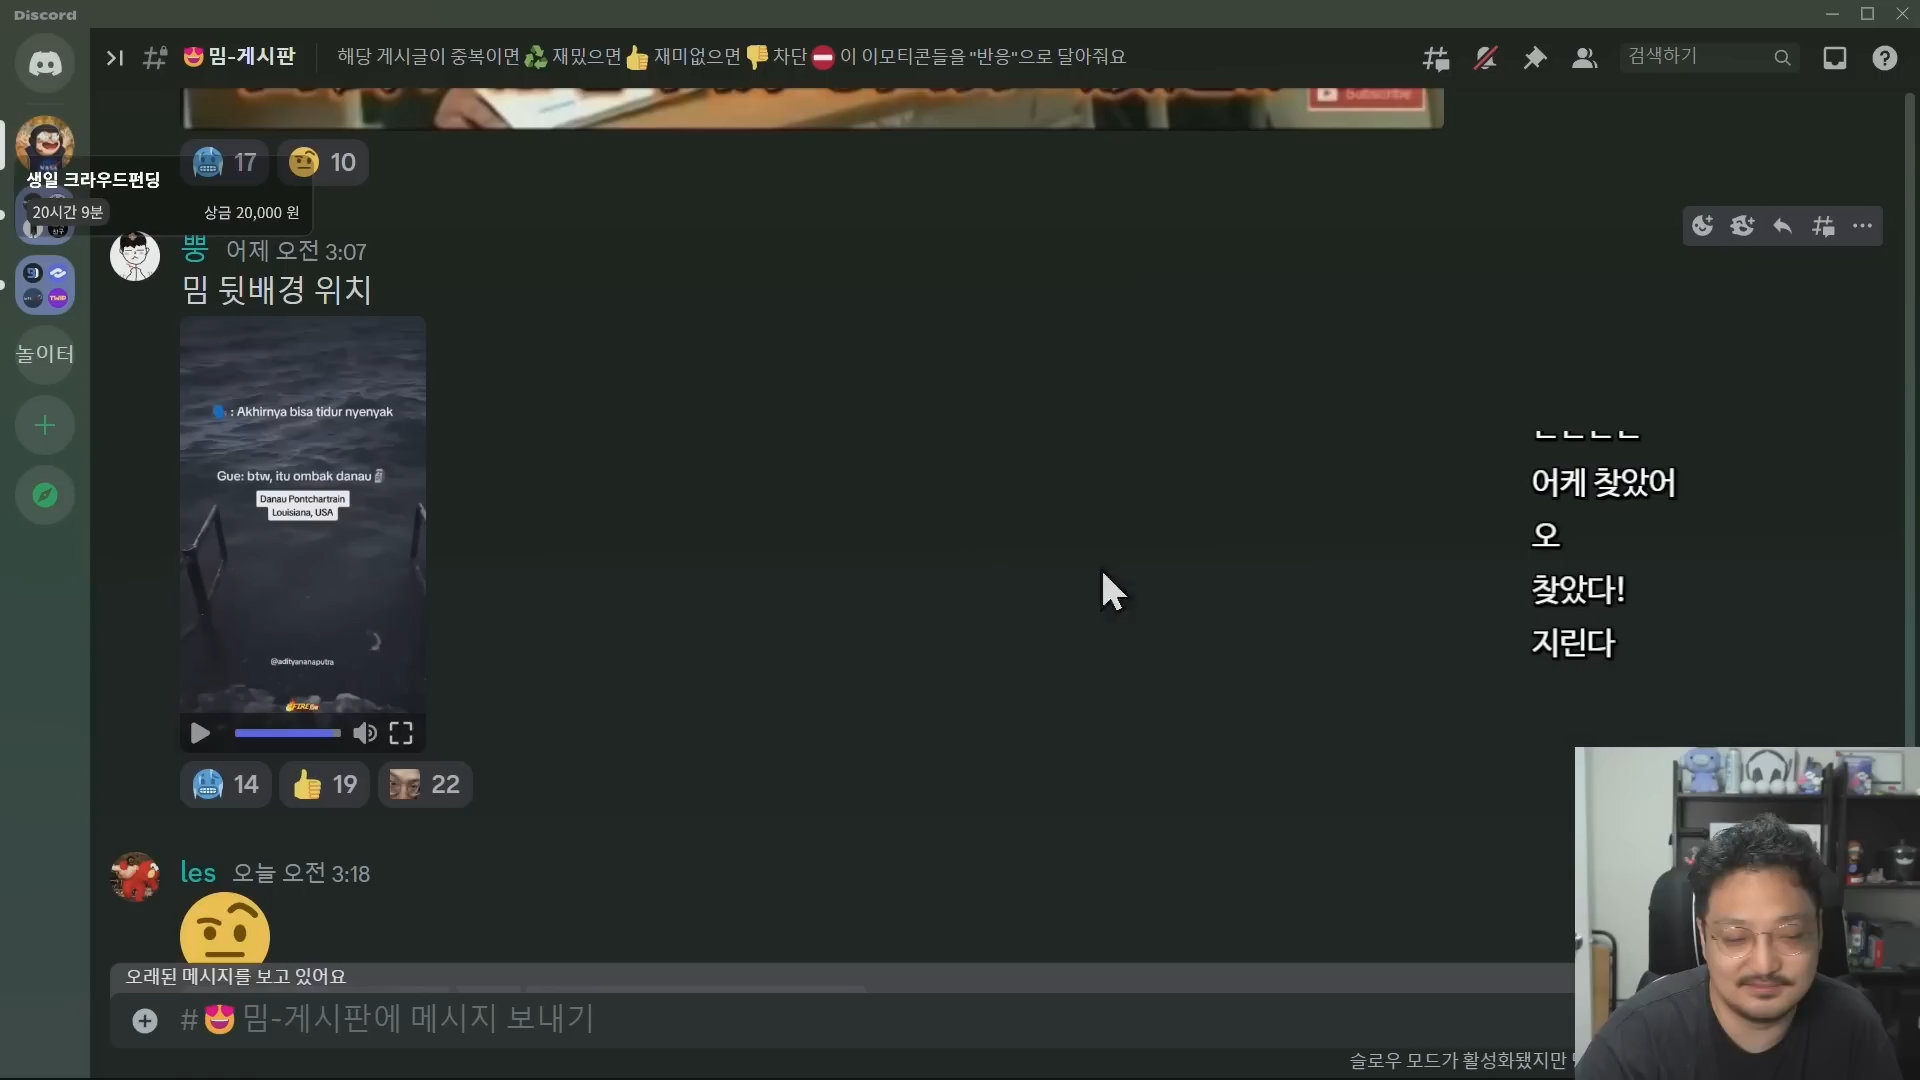 Discord
밈-게시판
해당 게시글이 중복이면 재밌으면 재미없으면 차단 이 이모티콘들을 "반응"으로 달아줘요
검색하기
Subscribe
17
10
생일 크라우드펀딩
20시간 9분
상금 20,000 원
뿡 어제 오전 3:07
밈 뒷배경 위치
: Akhirnya bisa tidur nyenyak
Gue: btw, itu ombak danau
Danau Pontchartrain
Louisiana, USA
@adityananaputra
14
19
22
놀이터
ㄴㄴㄴㄴ
어케 찾았어
오
찾았다!
지린다
les 오늘 오전 3:18
오래된 메시지를 보고 있어요
#밈-게시판에 메시지 보내기
슬로우 모드가 활성화됐지만